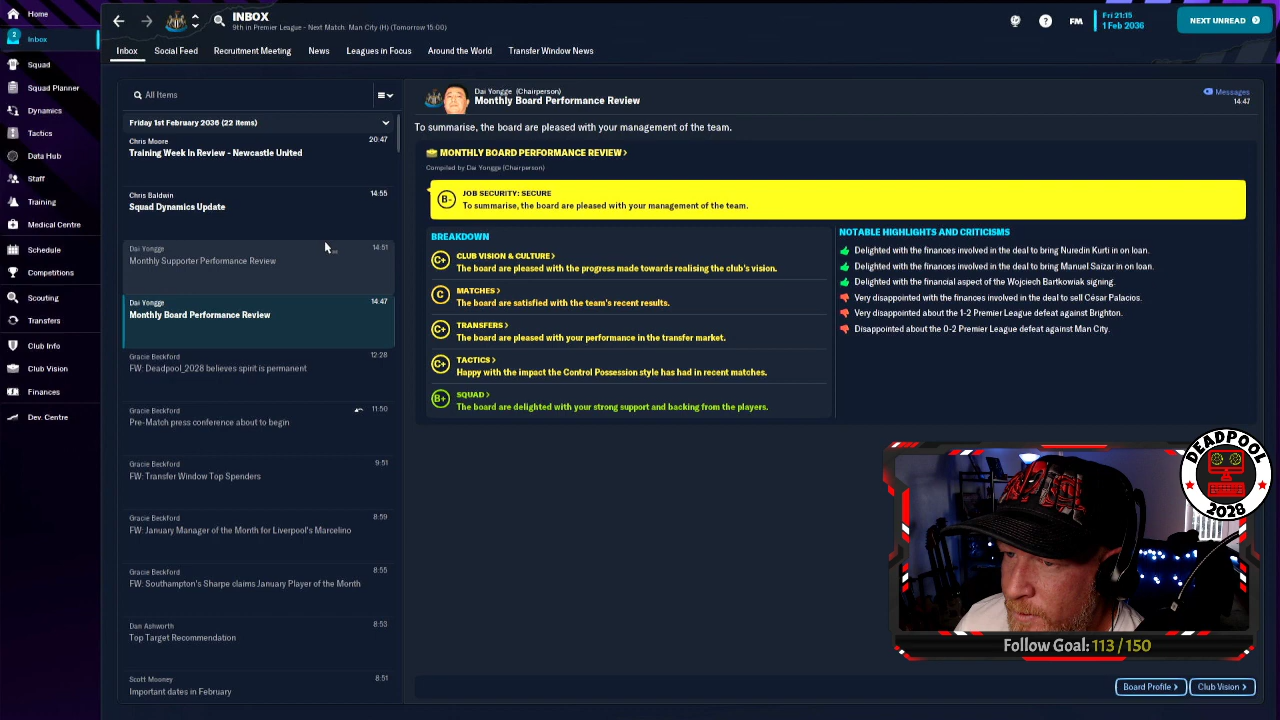 Home
2
Inbox
Squad
Squad Planner
Dynamics
Tactics
Data Hub
Staff
Training
Medical Centre
Schedule
Competitions
Scouting
Transfers
Club Info
Club Vision
Finances
Dev. Centre
INBOX
9th in Premier League - Next Match: Man City (H) (Tomorrow 15:00)
FM
Fri 21:15
1 Feb 2036
NEXT UNREAD
Inbox
Social Feed
Recruitment Meeting
News
Leagues in Focus
Around the World
Transfer Window News
All Items
Friday 1st February 2036 (22 items)
Chris Moore
20:47
Training Week In Review - Newcastle United
Chris Baldwin
14:55
Squad Dynamics Update
Dai Yongge
14:51
Monthly Supporter Performance Review
Dai Yongge
14:47
Monthly Board Performance Review
Gracie Beckford
12:28
FW: Deadpool_2028 believes spirit is permanent
Gracie Beckford
11:50
Pre-Match press conference about to begin
Gracie Beckford
9:51
FW: Transfer Window Top Spenders
Gracie Beckford
8:59
FW: January Manager of the Month for Liverpool's Marcelino
Gracie Beckford
8:55
FW: Southampton's Sharpe claims January Player of the Month
Dan Ashworth
8:53
Top Target Recommendation
Scott Mooney
8:51
Important dates in February
Dai Yongge (Chairperson)
Monthly Board Performance Review
Messages
14:47
To summarise, the board are pleased with your management of the team.
MONTHLY BOARD PERFORMANCE REVIEW
Compiled by Dai Yongge (Chairperson)
B-
JOB SECURITY: SECURE
To summarise, the board are pleased with your management of the team.
BREAKDOWN
C+
CLUB VISION & CULTURE
The board are pleased with the progress made towards realising the club's vision.
C
MATCHES
The board are satisfied with the team's recent results.
C+
TRANSFERS
The board are pleased with your performance in the transfer market.
C+
TACTICS
Happy with the impact the Control Possession style has had in recent matches.
B+
SQUAD
The board are delighted with your strong support and backing from the players.
NOTABLE HIGHLIGHTS AND CRITICISMS
Delighted with the finances involved in the deal to bring Nuredin Kurti in on loan.
Delighted with the finances involved in the deal to bring Manuel Saizar in on loan.
Delighted with the financial aspect of the Wojciech Bartkowiak signing.
Very disappointed with the finances involved in the deal to sell César Palacios.
Very disappointed about the 1-2 Premier League defeat against Brighton.
Disappointed about the 0-2 Premier League defeat against Man City.
DEADPOOL
2028
Follow Goal: 113 / 150
Board Profile
Club Vision